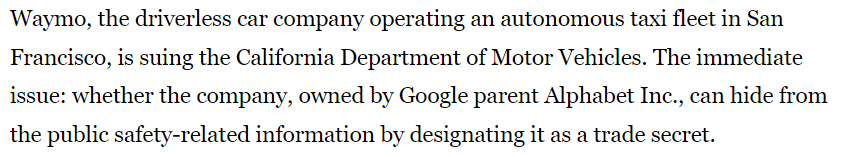 Waymo, the driverless car company operating an autonomous taxi fleet in San
Francisco, is suing the California Department of Motor Vehicles. The immediate
issue: whether the company, owned by Google parent Alphabet Inc., can hide from
the public safety-related information by designating it as a trade secret.